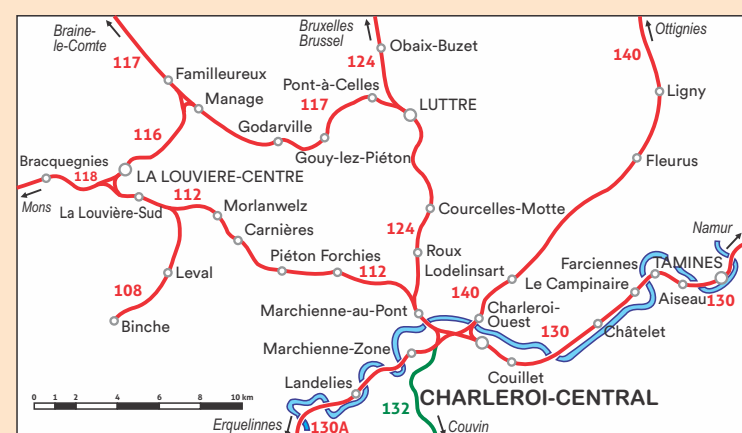 Braine-
le-Comte
117
Bruxelles
Brussel
124
Obaix-Buzet
Ottignies
140
Familleureux
Manage
Pont-à-Celles
117
LUTTRE
Ligny
116
Godarville
Gouy-lez-Piéton
Fleurus
Bracquegnies
118
LA LOUVIERE-CENTRE
Mons
La Louvière-Sud
112
Morlanwelz
Carnières
Courcelles-Motte
124
Namur
Piéton
Forchies
112
Roux
Lodelinsart
Farciennes
TAMINES
Leval
108
Binche
140
Le Campinaire
Aiseau
130
Marchienne-au-Pont
Charleroi-
Ouest
130
Châtelet
Marchienne-Zone
Couillet
Landelies
CHARLEROI-CENTRAL
132
0 1 2 4 6 8 10 km
Erquelinnes
130A
Couvin